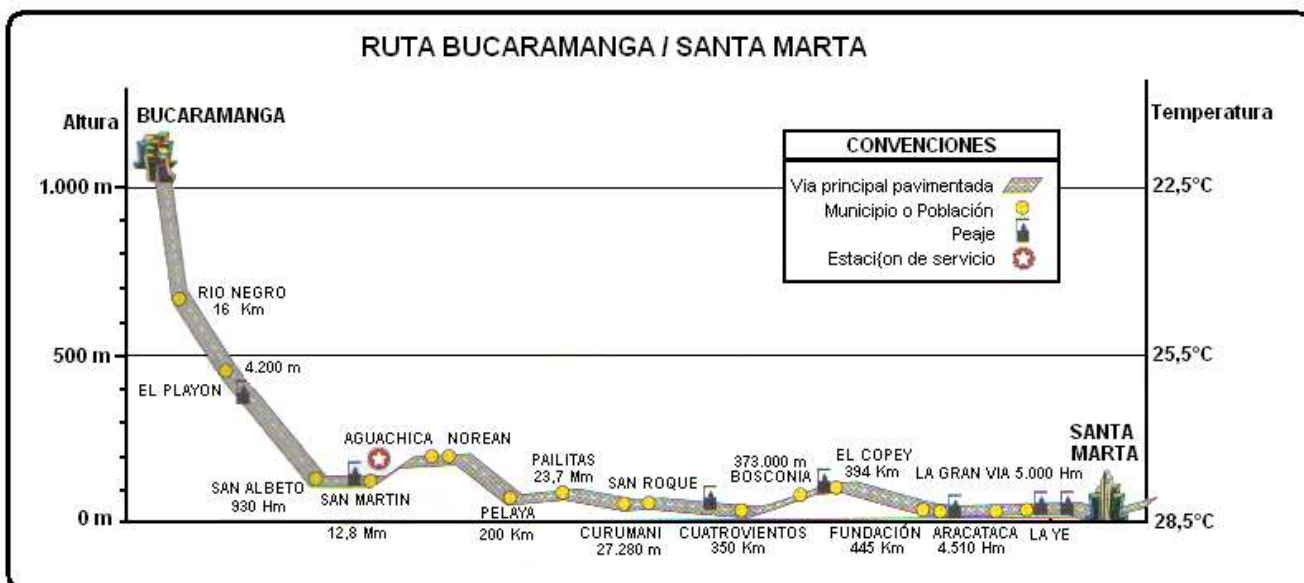 RUTA BUCARAMANGA / SANTA MARTA
Altura
BUCARAMANGA
Temperatura
CONVENCIONES
Via principal pavimentada
Municipio o Población
Peaje
Estaci{on de servicio
1.000 m
22,5°C
RIO NEGRO
16 Km
500 m
25,5°C
4.200 m
EL PLAYON
AGUACHICA
NOREAN
SAN ALBETO
930 Hm
SAN MARTIN
12,8 Mm
PAILITAS
23,7 Mm
PELAYA
200 Km
SAN ROQUE
CURUMANI
27.280 m
373.000 m
BOSCONIA
CUATROVIENTOS
350 Km
EL COPEY
394 Km
FUNDACIÓN
445 Km
LA GRAN VIA 5.000 Hm
ARACATACA
4.510 Hm
LA YE
SANTA
MARTA
0 m
28,5°C